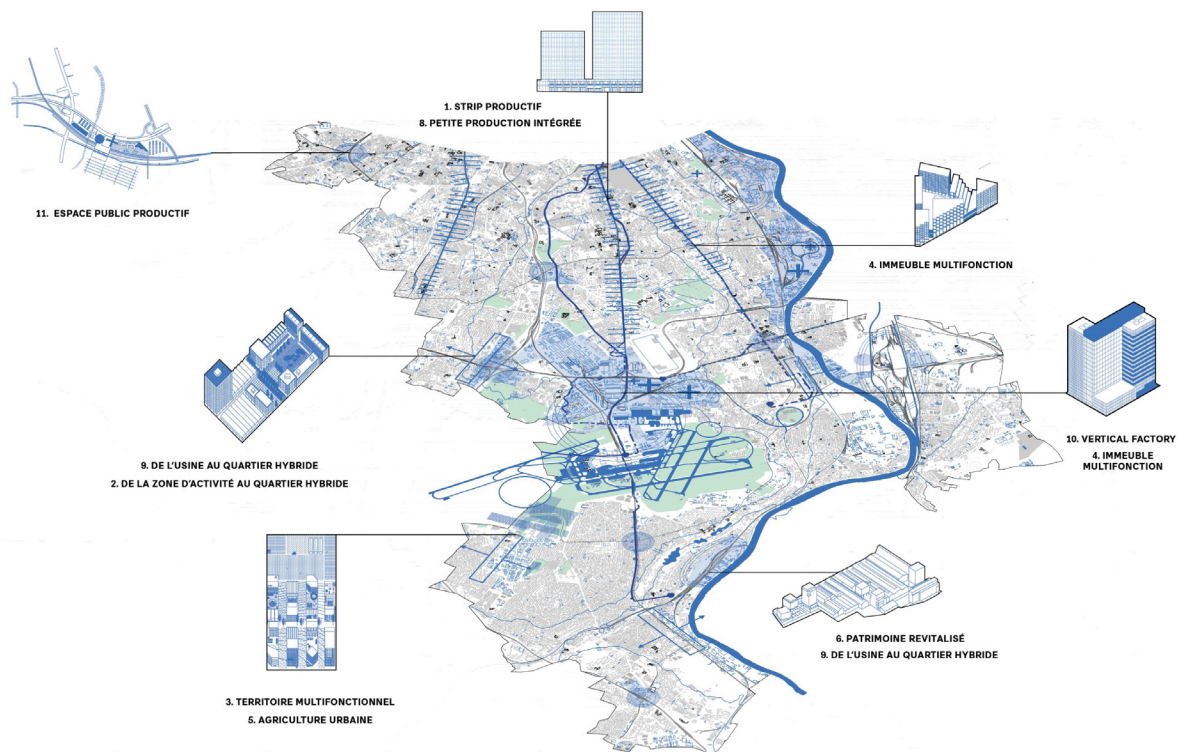 1. STRIP PRODUCTIF
8. PETITE PRODUCTION INTÉGRÉE
11. ESPACE PUBLIC PRODUCTIF
4. IMMEUBLE MULTIFONCTION
9. DE L'USINE AU QUARTIER HYBRIDE
2. DE LA ZONE D'ACTIVITÉ AU QUARTIER HYBRIDE
10. VERTICAL FACTORY
4. IMMEUBLE
MULTIFONCTION
6. PATRIMOINE REVITALISÉ
9. DE L'USINE AU QUARTIER HYBRIDE
3. TERRITOIRE MULTIFONCTIONNEL
5. AGRICULTURE URBAINE